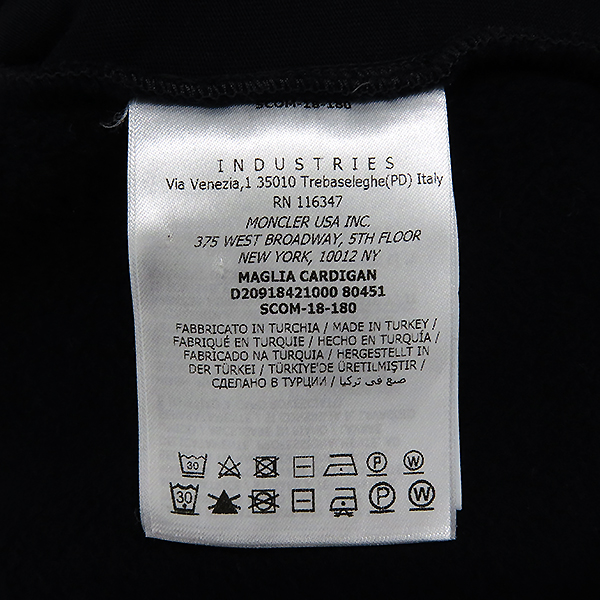 SCOM-18-180
INDUSTRIES
Via Venezia,1 35010 Trebaseleghe(PD) Italy
RN 116347
MONCLER USA INC.
375 WEST BROADWAY, 5TH FLOOR
NEW YORK, 10012 NY
MAGLIA CARDIGAN
D20918421000 80451
SCOM-18-180
FABBRICATO IN TURCHIA / MADE IN TURKEY /
FABRIQUÉ EN TURQUIE / HECHO EN TURQUÍA /
FABRICADO NA TURQUIA / HERGESTELLT IN
DER TÜRKEI / TÜRKİYE'DE ÜRETILMIŞTIR /
СДЕЛАНО В ТУРЦИИ / صنع في تركيا
30 P W
30 P W